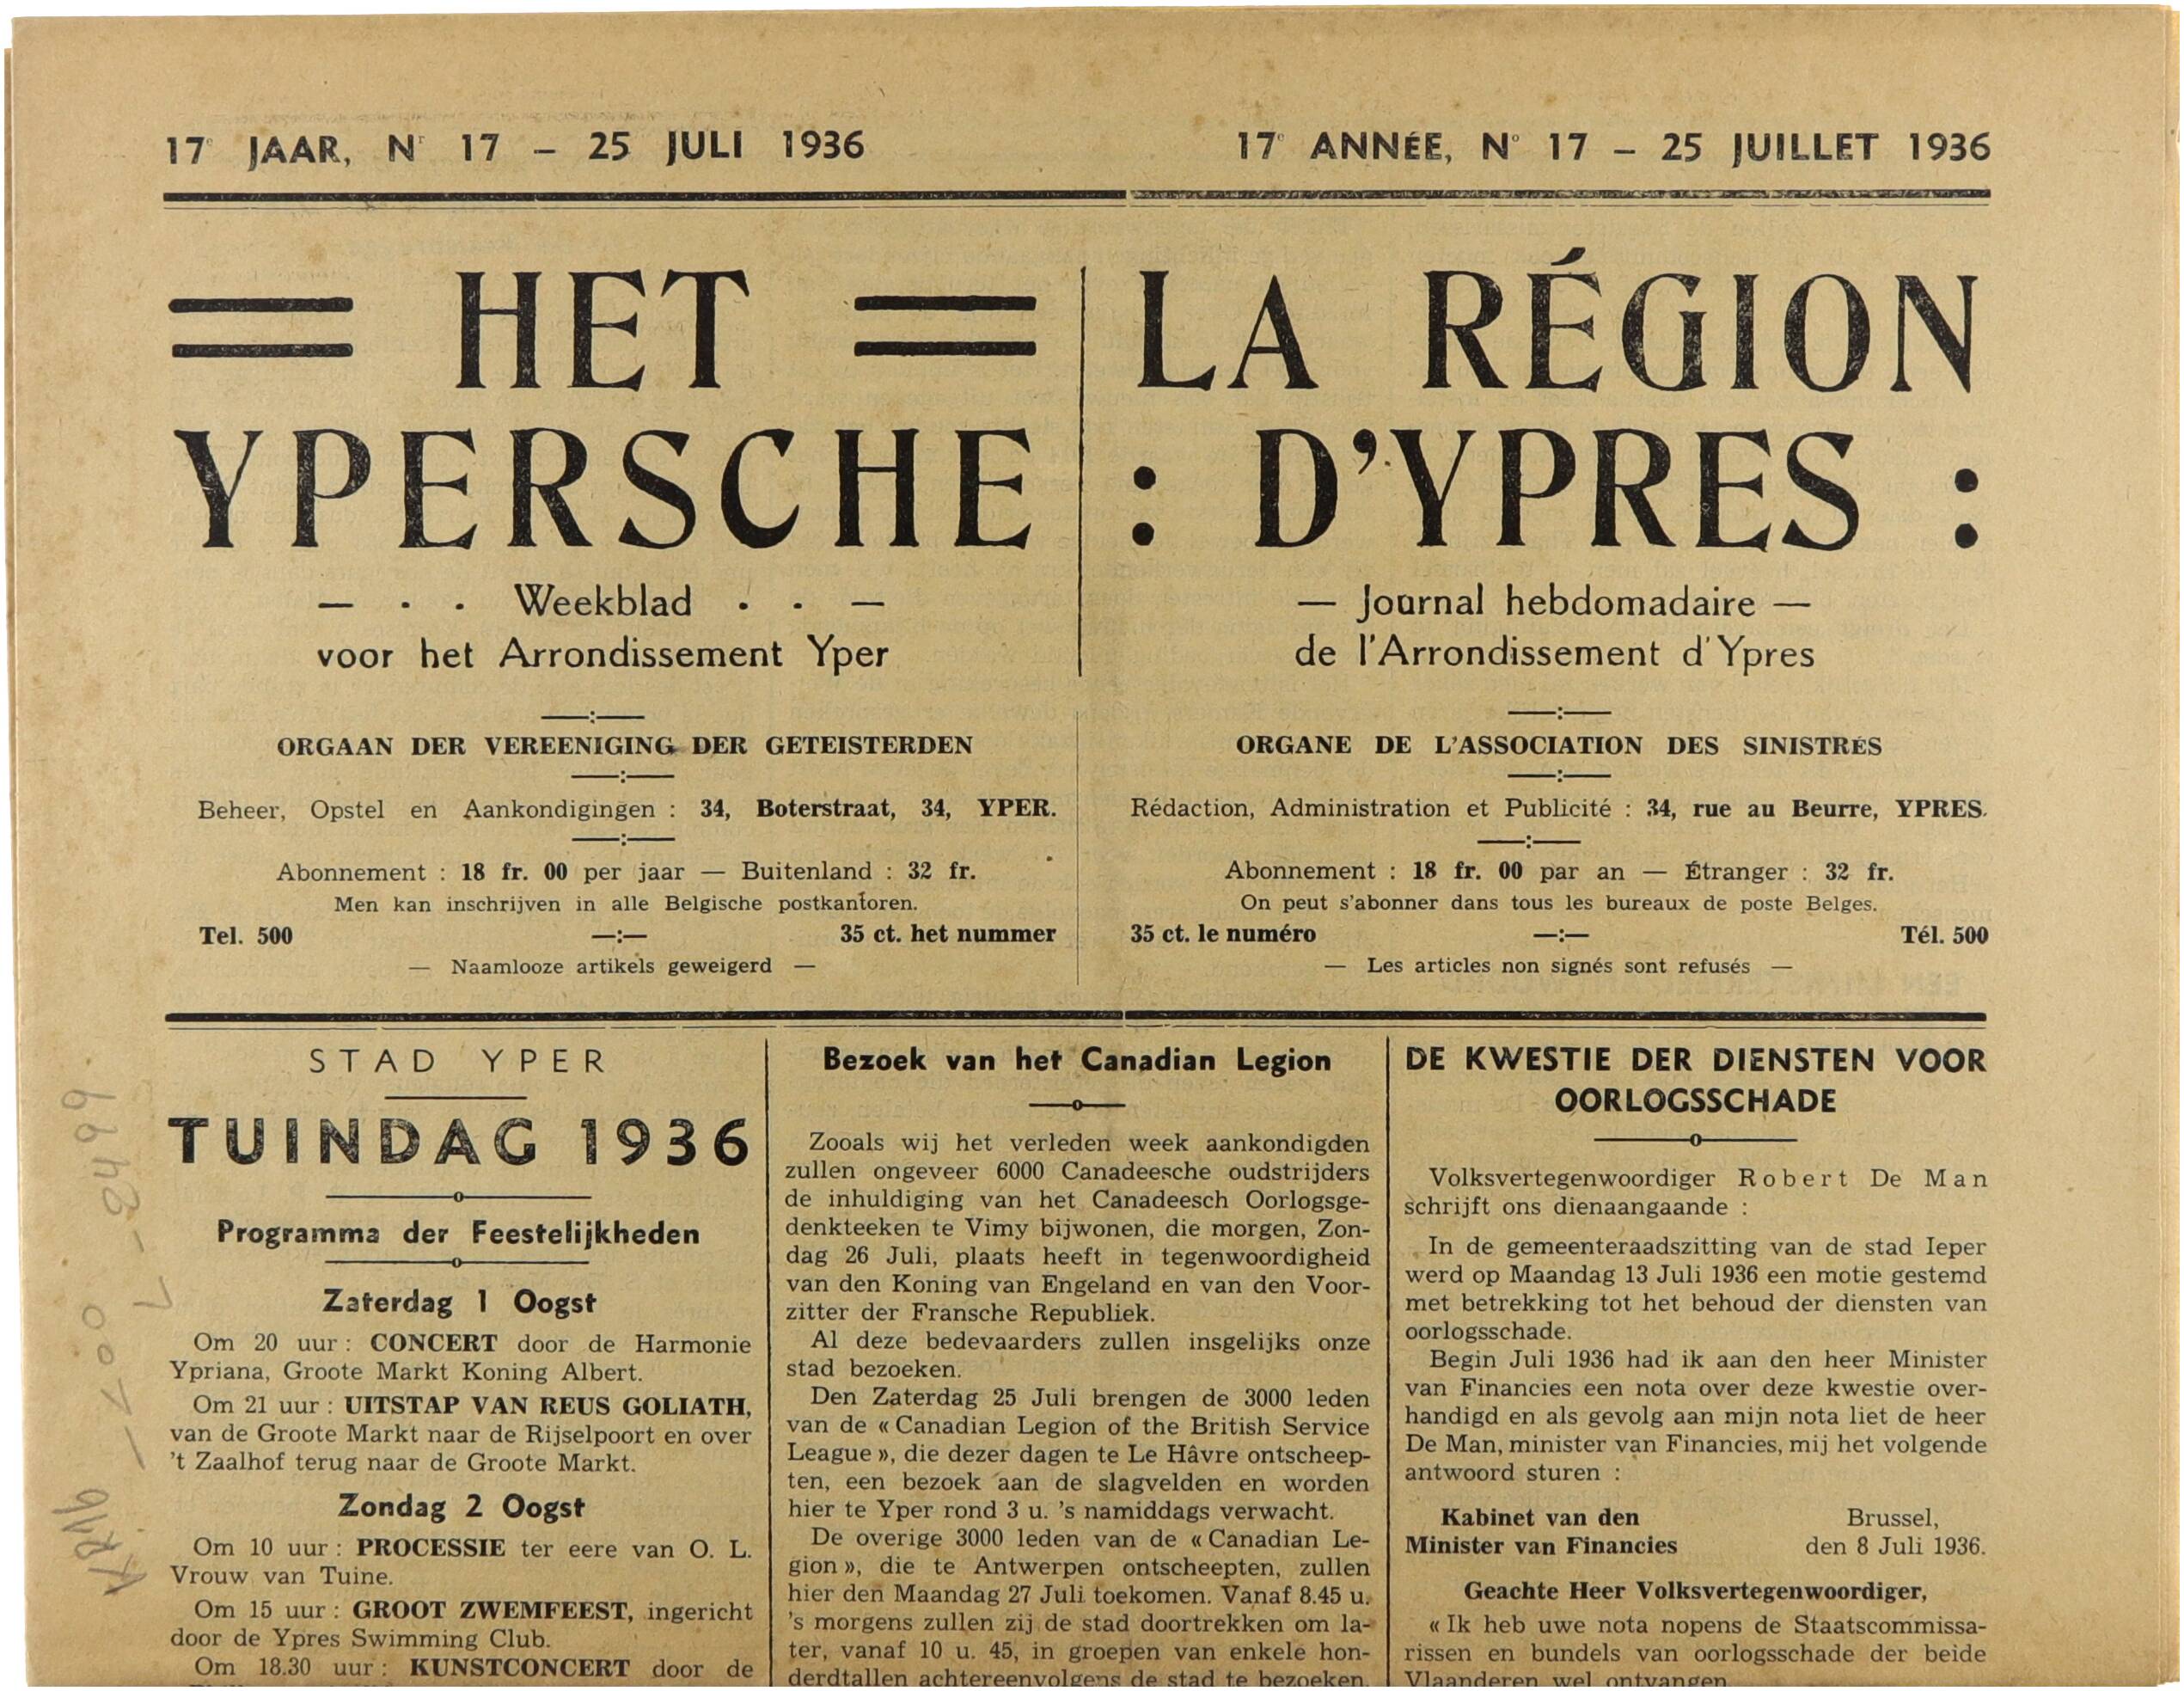 17e JAAR, Nr 17 – 25 JULI 1936
17e ANNÉE, No 17 – 25 JUILLET 1936
HET
YPERSCHE
— · · Weekblad · · —
voor het Arrondissement Yper
LA RÉGION
: D'YPRES :
— Journal hebdomadaire —
de l'Arrondissement d'Ypres
—:—
ORGAAN DER VEREENIGING DER GETEISTERDEN
—:—
Beheer, Opstel en Aankondigingen : 34, Boterstraat, 34, YPER.
—:—
Abonnement : 18 fr. 00 per jaar — Buitenland : 32 fr.
Men kan inschrijven in alle Belgische postkantoren.
Tel. 500 —:— 35 ct. het nummer
— Naamlooze artikels geweigerd —
—:—
ORGANE DE L'ASSOCIATION DES SINISTRÉS
—:—
Rédaction, Administration et Publicité : 34, rue au Beurre, YPRES.
—:—
Abonnement : 18 fr. 00 par an — Étranger : 32 fr.
On peut s'abonner dans tous les bureaux de poste Belges.
35 ct. le numéro —:— Tél. 500
— Les articles non signés sont refusés —
STAD YPER
TUINDAG 1936
Programma der Feestelijkheden
Zaterdag 1 Oogst
Om 20 uur : CONCERT door de Harmonie
Ypriana, Groote Markt Koning Albert.
Om 21 uur : UITSTAP VAN REUS GOLIATH,
van de Groote Markt naar de Rijselpoort en over
't Zaalhof terug naar de Groote Markt.
Zondag 2 Oogst
Om 10 uur : PROCESSIE ter eere van O. L.
Vrouw van Tuine.
Om 15 uur : GROOT ZWEMFEEST, ingericht
door de Ypres Swimming Club.
Om 18.30 uur : KUNSTCONCERT door de
Bezoek van het Canadian Legion
Zooals wij het verleden week aankondigden
zullen ongeveer 6000 Canadeesche oudstrijders
de inhuldiging van het Canadeesch Oorlogsge-
denkteeken te Vimy bijwonen, die morgen, Zon-
dag 26 Juli, plaats heeft in tegenwoordigheid
van den Koning van Engeland en van den Voor-
zitter der Fransche Republiek.
Al deze bedevaarders zullen insgelijks onze
stad bezoeken.
Den Zaterdag 25 Juli brengen de 3000 leden
van de « Canadian Legion of the British Service
League », die dezer dagen te Le Hâvre ontscheep-
ten, een bezoek aan de slagvelden en worden
hier te Yper rond 3 u. 's namiddags verwacht.
De overige 3000 leden van de « Canadian Le-
gion », die te Antwerpen ontscheepten, zullen
hier den Maandag 27 Juli toekomen. Vanaf 8.45 u.
's morgens zullen zij de stad doortrekken om la-
ter, vanaf 10 u. 45, in groepen van enkele hon-
derdtallen achtereenvolgens de stad te bezoeken.
DE KWESTIE DER DIENSTEN VOOR
OORLOGSSCHADE
Volksvertegenwoordiger Robert De Man
schrijft ons dienaangaande :
In de gemeenteraadszitting van de stad Ieper
werd op Maandag 13 Juli 1936 een motie gestemd
met betrekking tot het behoud der diensten van
oorlogsschade.
Begin Juli 1936 had ik aan den heer Minister
van Financies een nota over deze kwestie over-
handigd en als gevolg aan mijn nota liet de heer
De Man, minister van Financies, mij het volgende
antwoord sturen :
Kabinet van den Brussel,
Minister van Financies den 8 Juli 1936.
Geachte Heer Volksvertegenwoordiger,
« Ik heb uwe nota nopens de Staatscommissa-
rissen en bundels van oorlogsschade der beide
Vlaanderen wel ontvangen